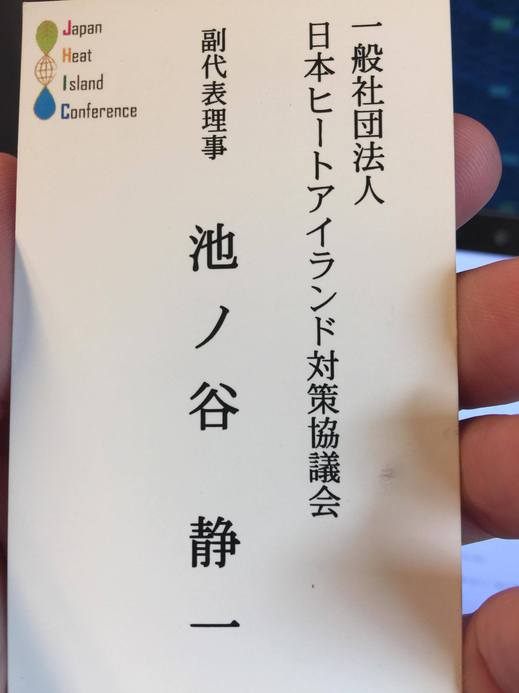 Japan
Heat
Island
Conference
一般社団法人
日本ヒートアイランド対策協議会
副代表理事
池ノ谷 静一